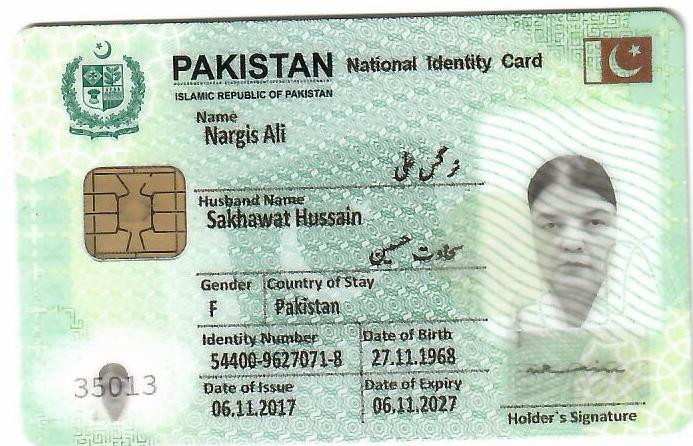 PAKISTAN National Identity Card
ISLAMIC REPUBLIC OF PAKISTAN
Name
Nargis Ali
نرگس علی
Husband Name
Sakhawat Hussain
سخاوت حسین
Gender Country of Stay
F Pakistan
Identity Number Date of Birth
54400-9627071-8 27.11.1968
Date of Issue Date of Expiry
06.11.2017 06.11.2027
35013
Holder's Signature